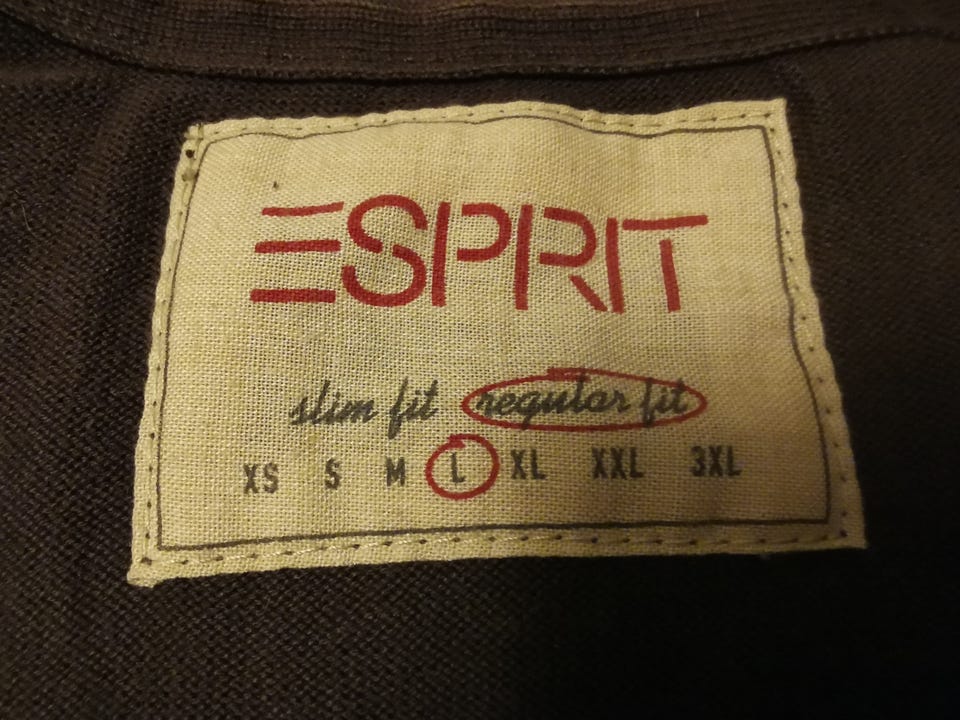 ESPRIT
slim fit regular fit
XS S M L XL XXL 3XL